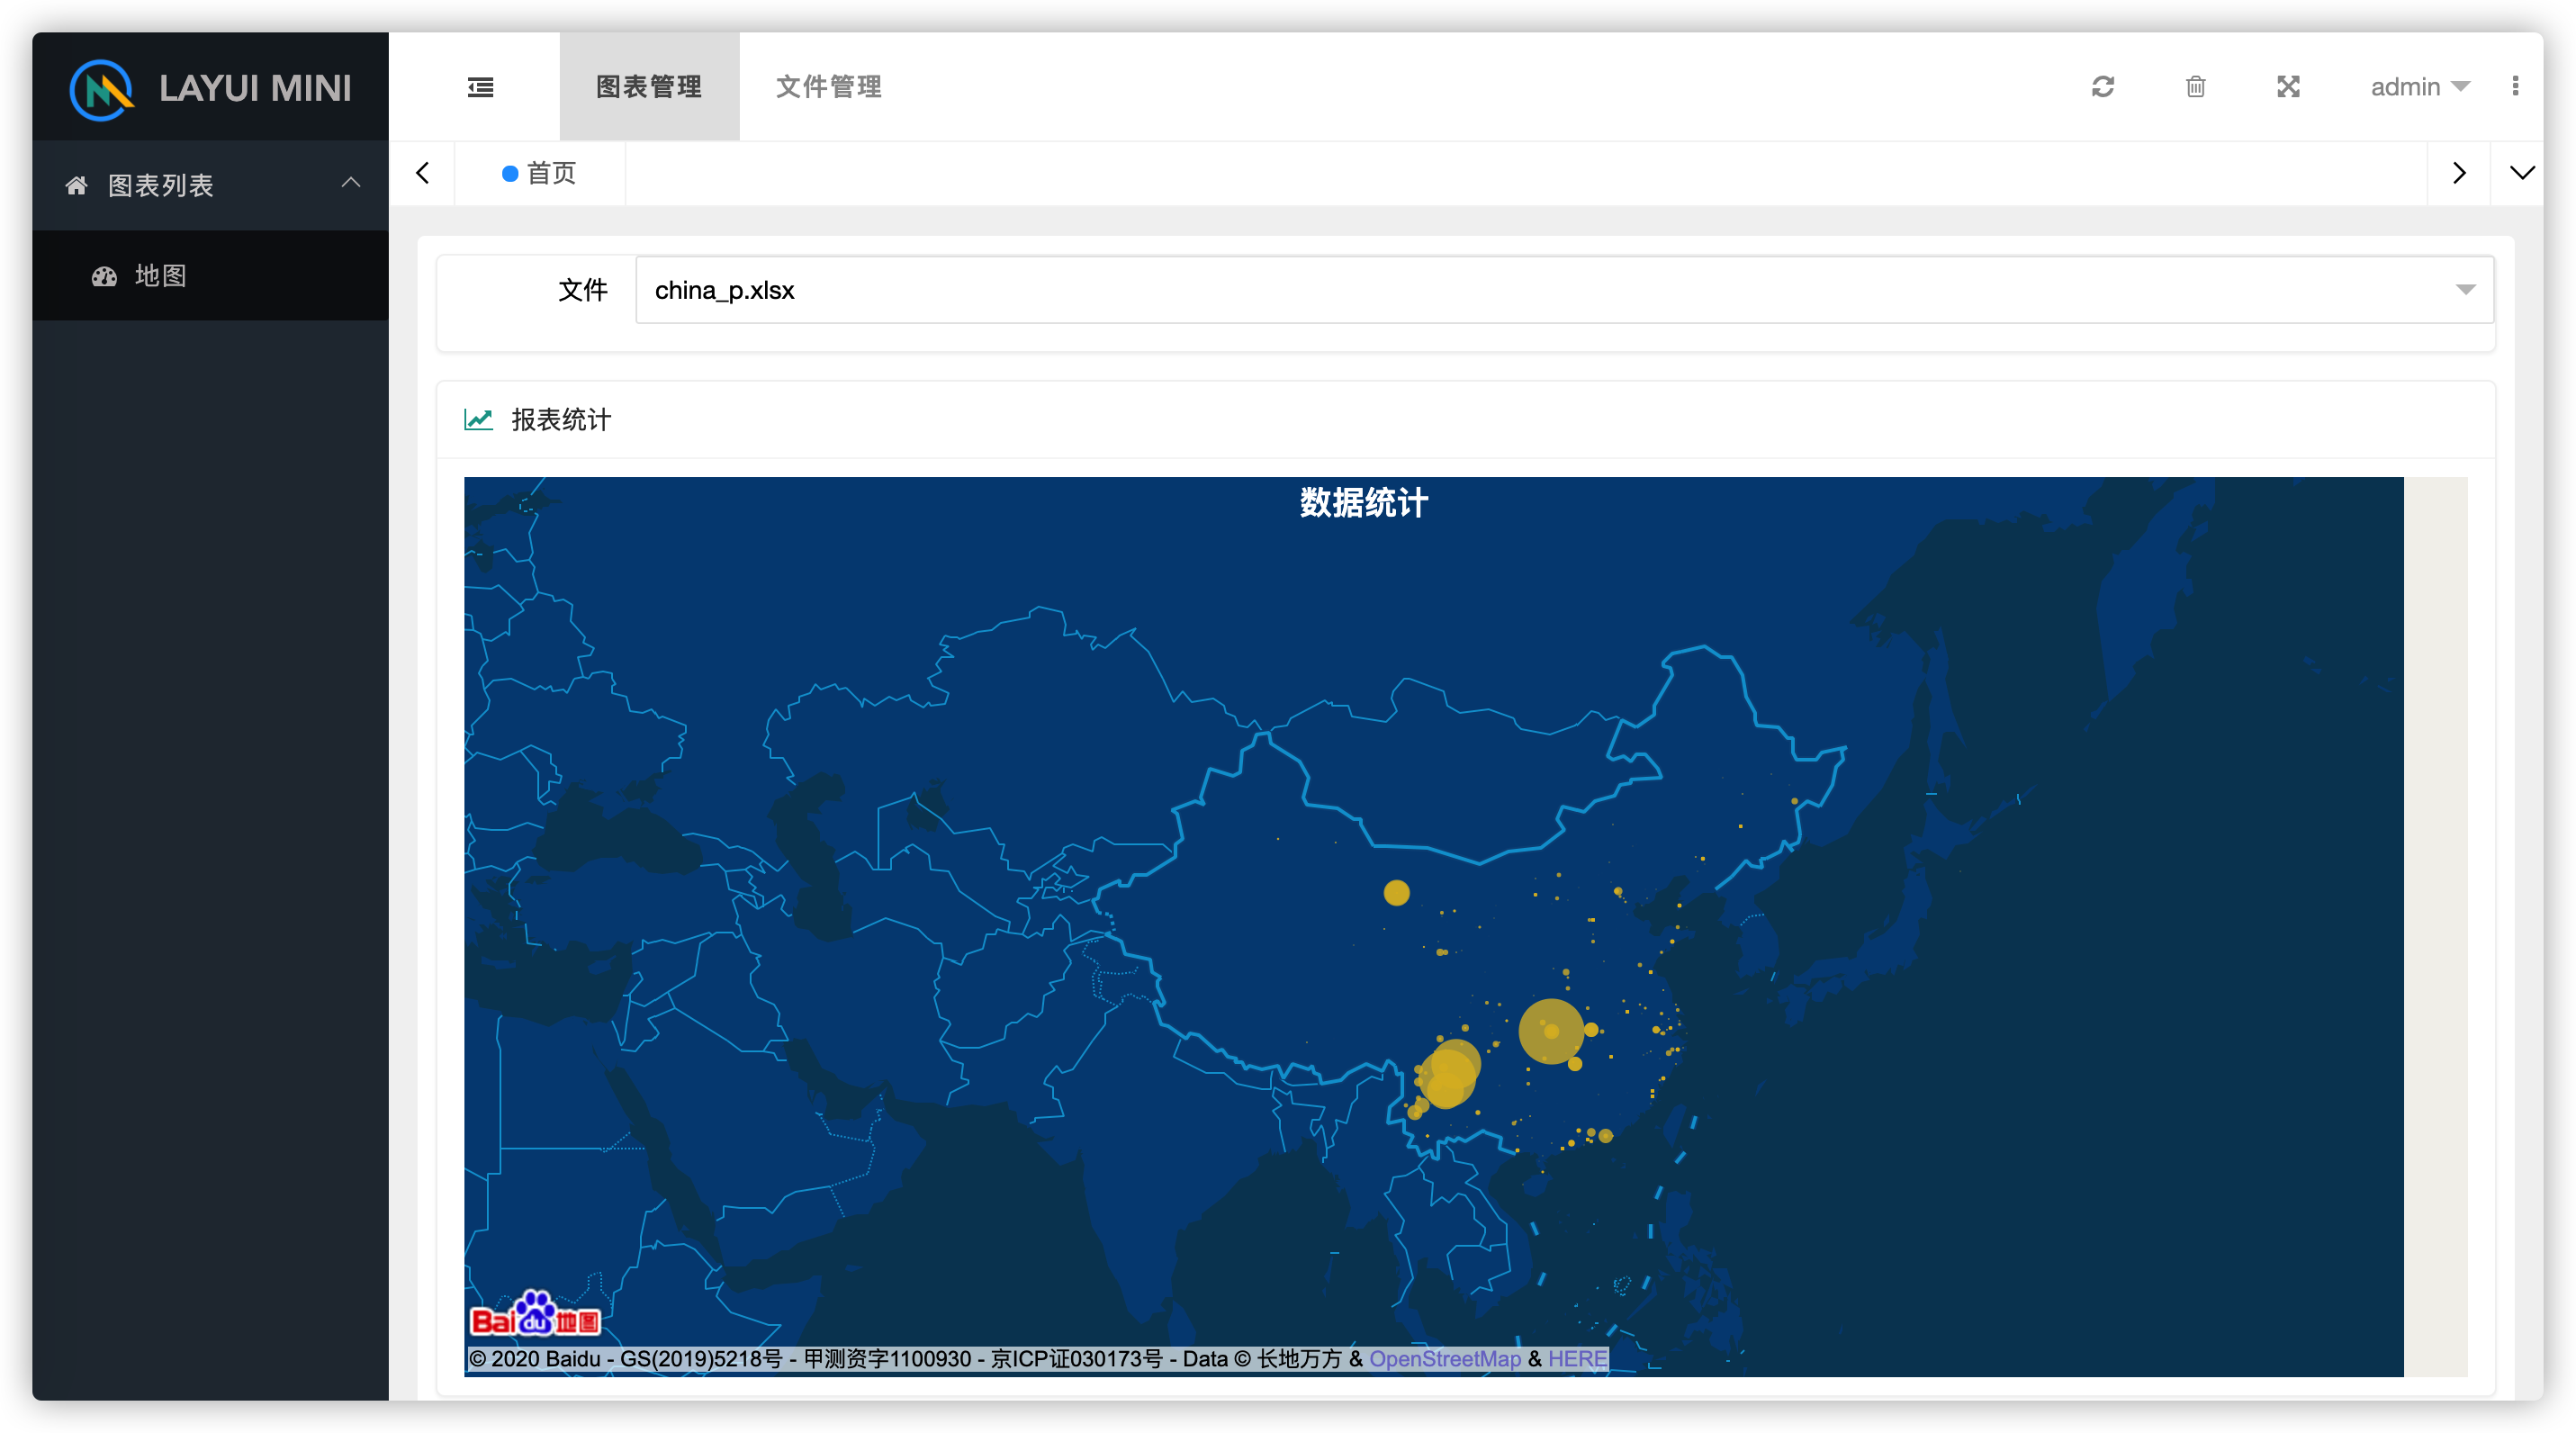 LAYUI MINI
图表管理
文件管理
admin
图表列表
首页
地图
文件
china_p.xlsx
报表统计
数据统计
Bai du 地图
© 2020 Baidu - GS(2019)5218号 - 甲测资字1100930 - 京ICP证030173号 - Data © 长地万方 & OpenStreetMap & HERE